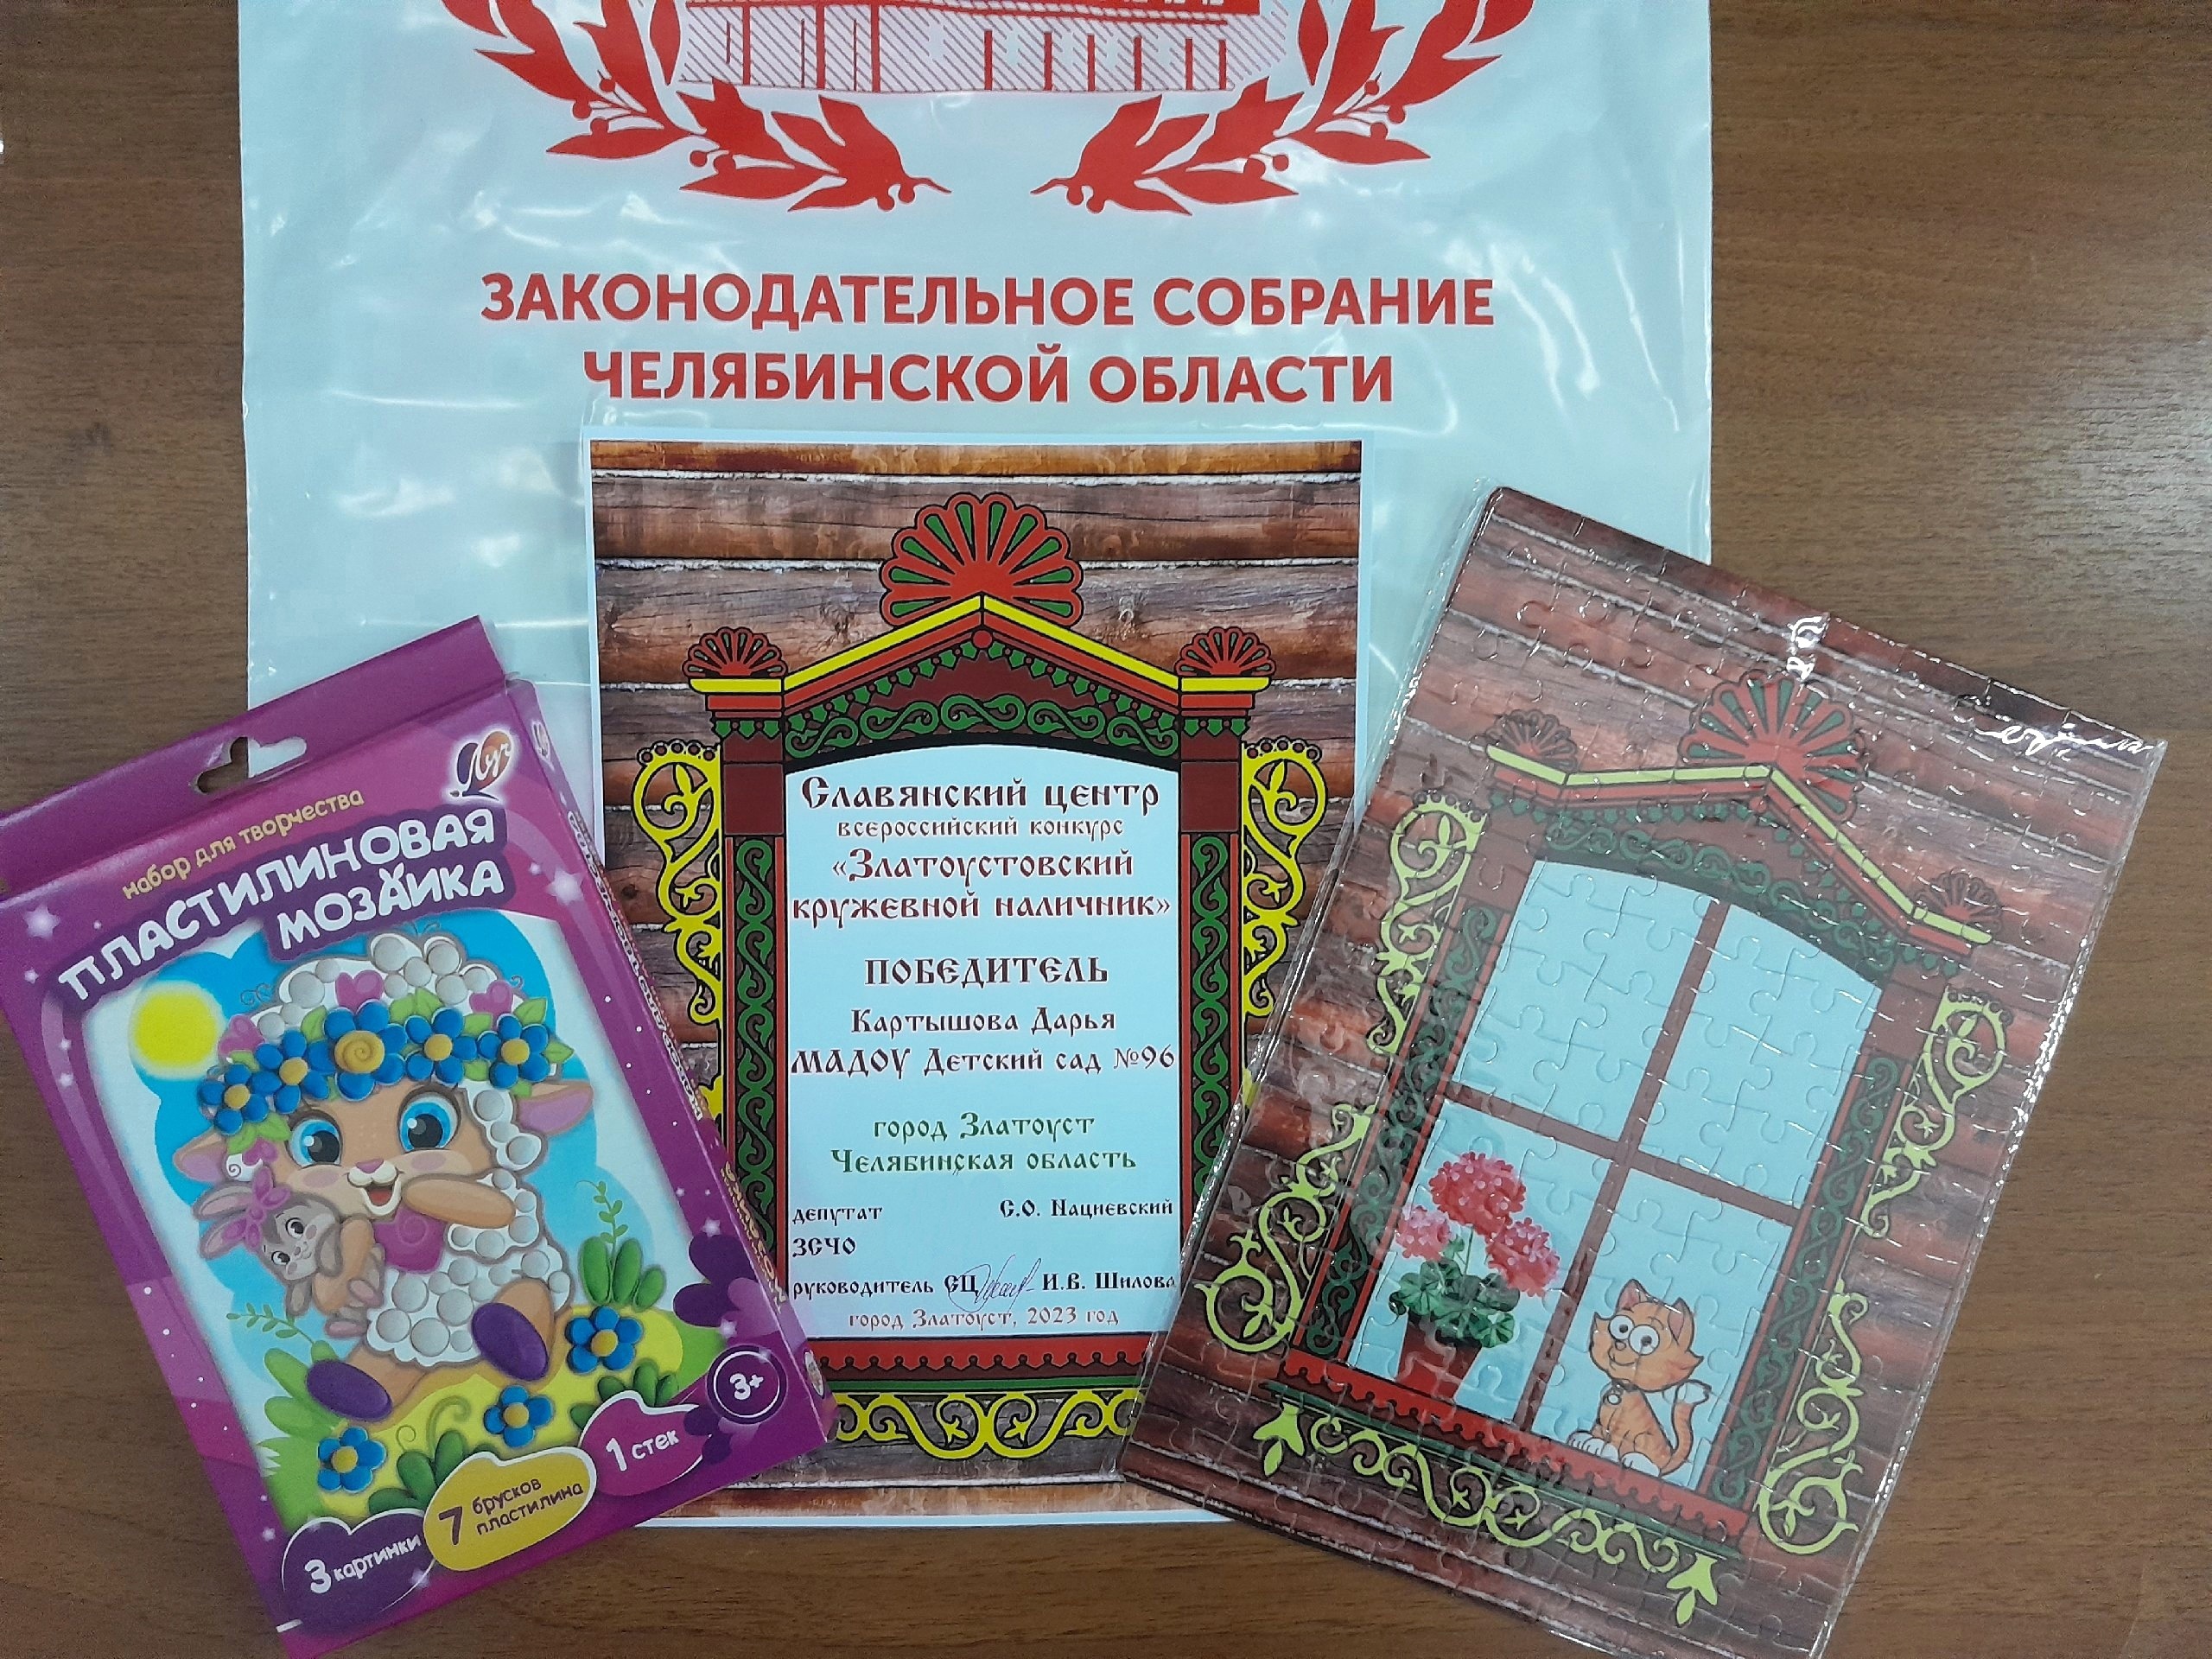 ЗАКОНОДАТЕЛЬНОЕ СОБРАНИЕ
ЧЕЛЯБИНСКОЙ ОБЛАСТИ
Славянский центр
всероссийский конкурс
«Златоустовский
кружевной наличник»
ПОБЕДИТЕЛЬ
Картышова Дарья
МАДОУ Детский сад №96
город Златоуст
Челябинская область
депутат С.О. Нациевский
ЗСЧО
руководитель СЦ И.В. Шилова
город Златоуст, 2023 год
Луч
набор для творчества
ПЛАСТИЛИНОВАЯ
МОЗАИКА
3+
1 стек
7 брусков
пластилина
3 картинки